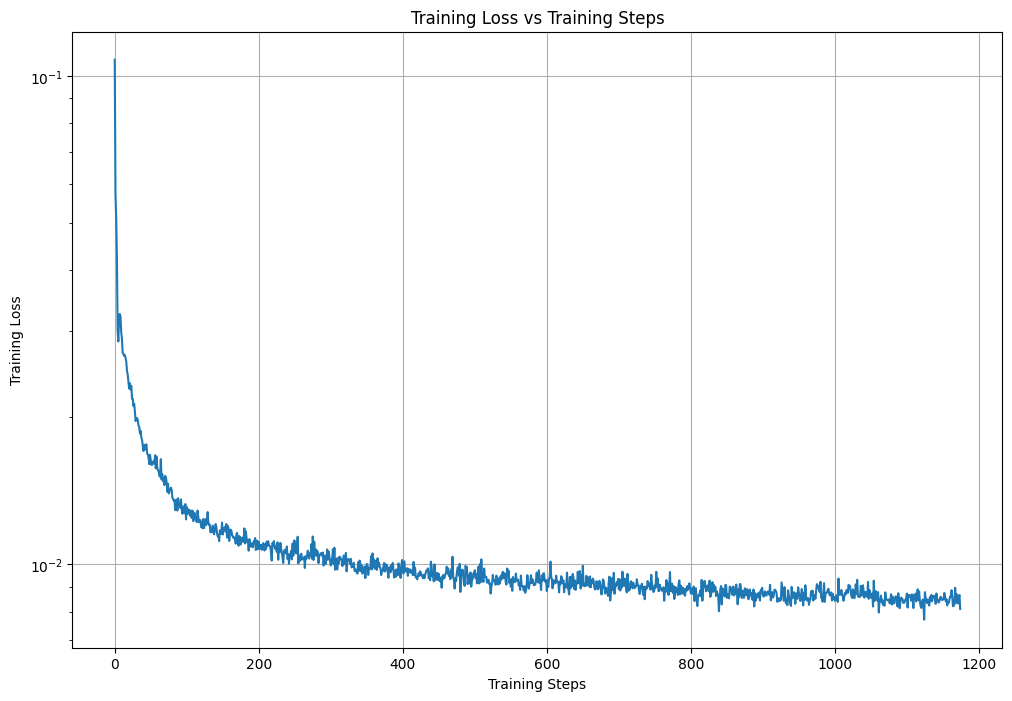 Training Loss vs Training Steps
10⁻¹
10⁻²
Training Loss
0 200 400 600 800 1000 1200
Training Steps